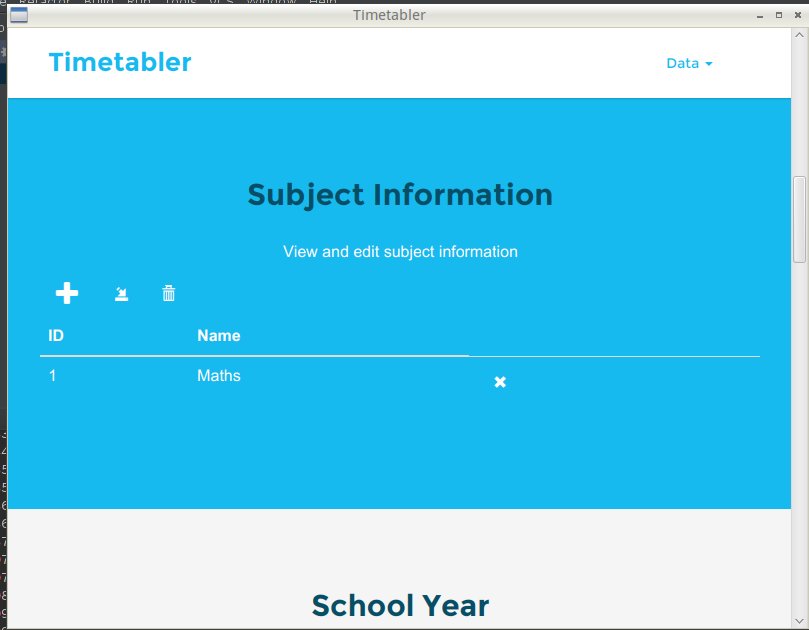 Timetabler
Timetabler
Data
Subject Information
View and edit subject information
ID Name
1 Maths
School Year